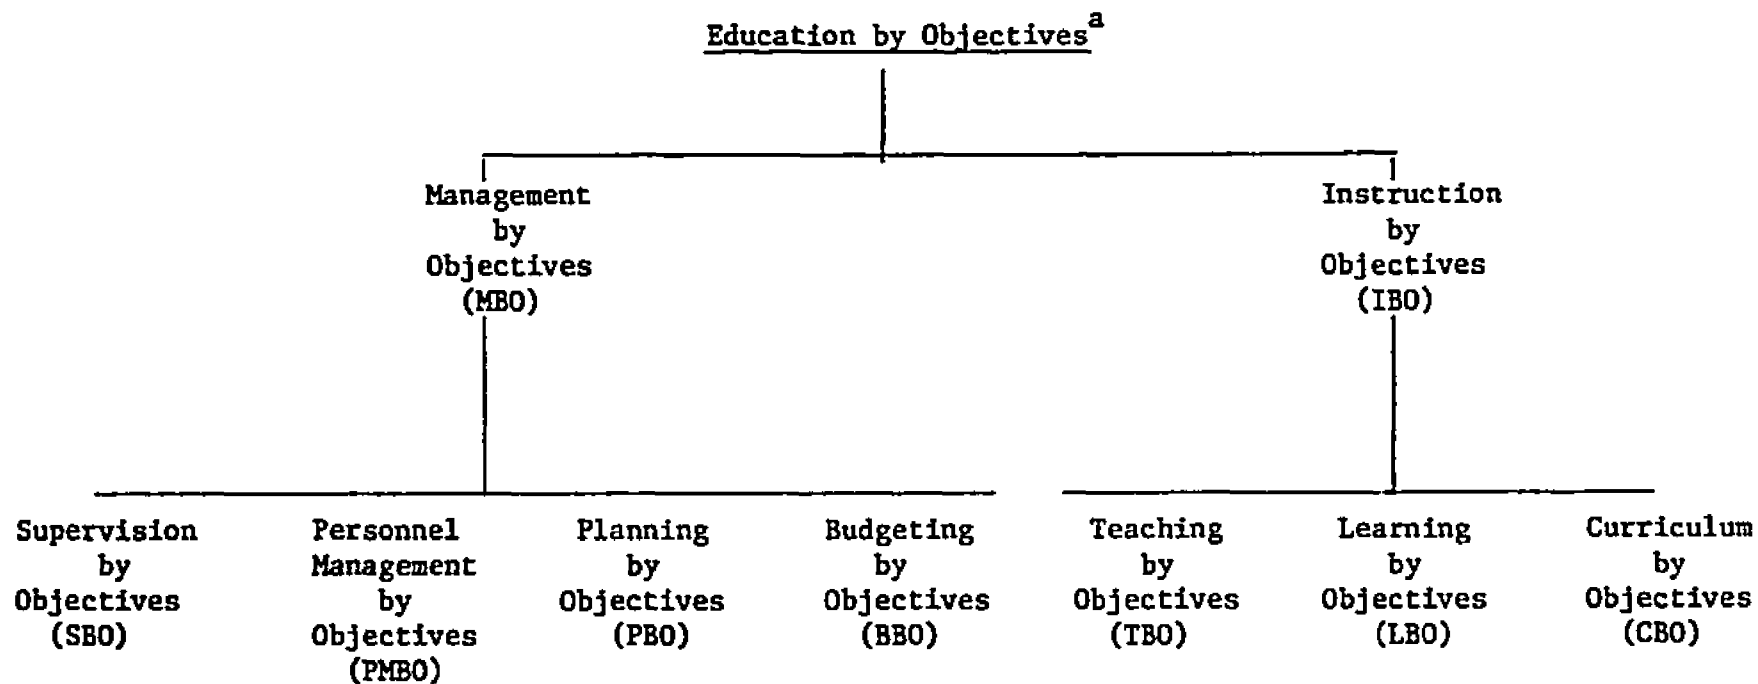 Education by Objectives^a
Management
by
Objectives
(MBO)
Instruction
by
Objectives
(IBO)
Supervision
by
Objectives
(SBO)
Personnel
Management
by
Objectives
(PMBO)
Planning
by
Objectives
(PBO)
Budgeting
by
Objectives
(BBO)
Teaching
by
Objectives
(TBO)
Learning
by
Objectives
(LBO)
Curriculum
by
Objectives
(CBO)